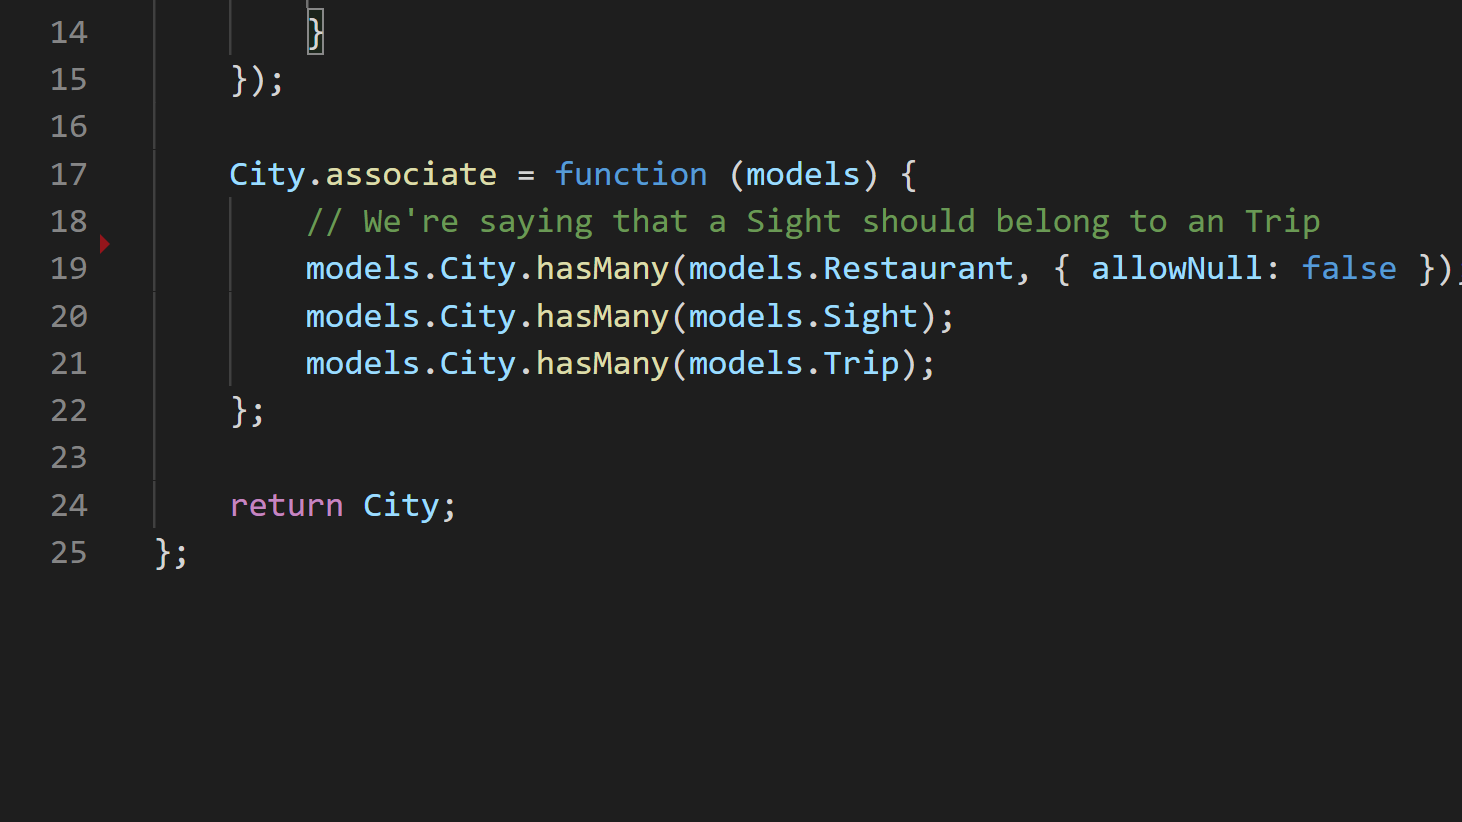 14 }
15 });
16
17 City.associate = function (models) {
18 // We're saying that a Sight should belong to an Trip
19 models.City.hasMany(models.Restaurant, { allowNull: false })
20 models.City.hasMany(models.Sight);
21 models.City.hasMany(models.Trip);
22 };
23
24 return City;
25 };